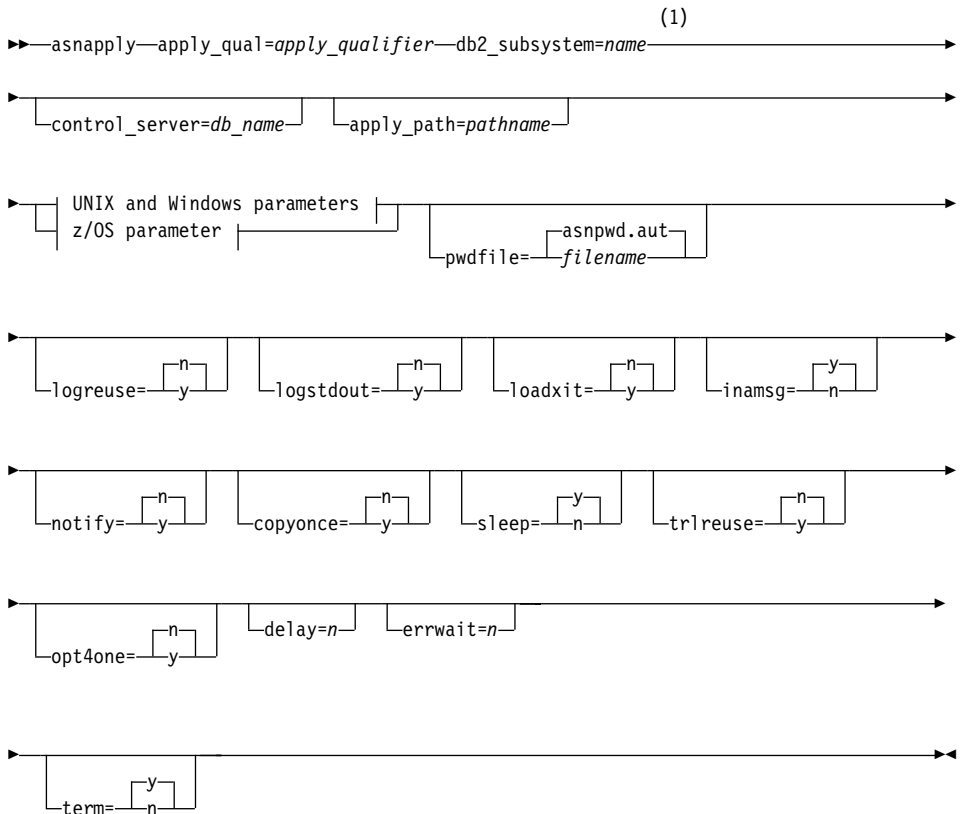 (1)
asnapply apply_qual=apply_qualifier db2_subsystem=name
control_server=db_name apply_path=pathname
UNIX and Windows parameters
z/OS parameter
asnpwd.aut
pwdfile= filename
n n n y
logreuse= y logstdout= y loadxit= y inamsg= n
n n y n
notify= y copyonce= y sleep= n trlreuse= y
delay=n errwait=n
n
opt4one= y
y
term= n